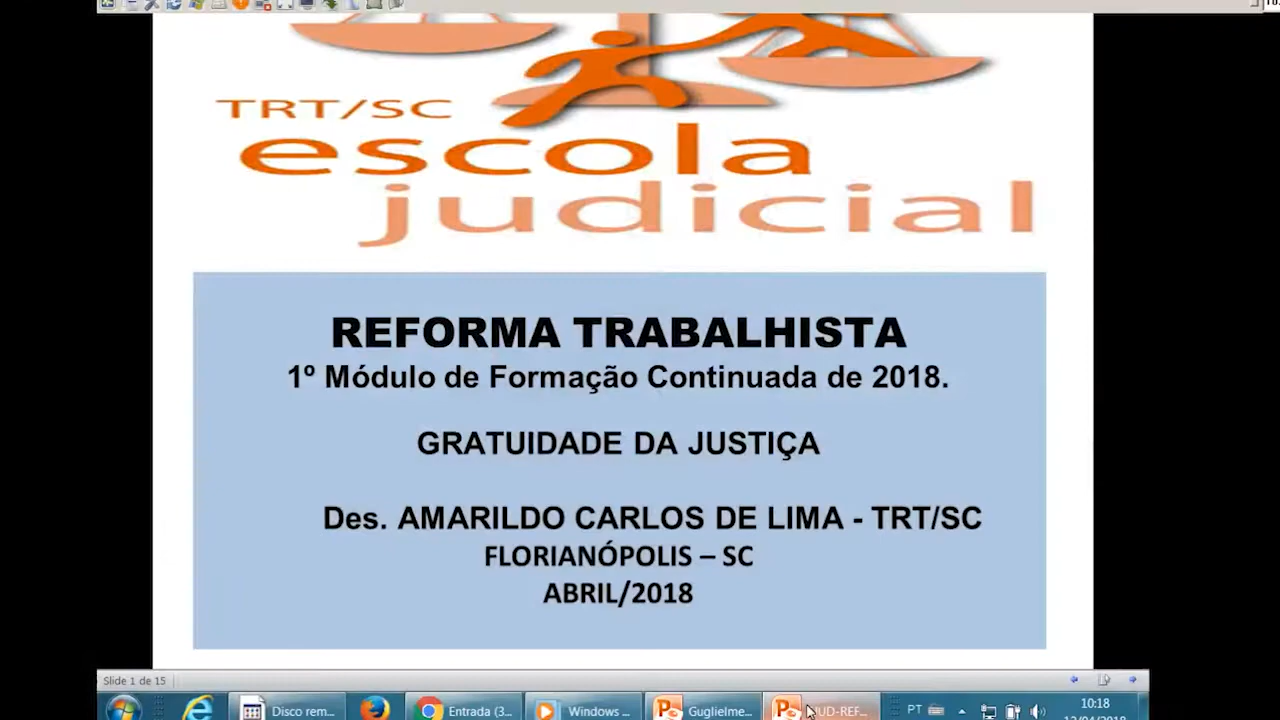 TRT/SC
escola
judicial
REFORMA TRABALHISTA
1º Módulo de Formação Continuada de 2018.
GRATUIDADE DA JUSTIÇA
Des. AMARILDO CARLOS DE LIMA - TRT/SC
FLORIANÓPOLIS – SC
ABRIL/2018
Slide 1 de 15
Disco rem... Entrada (3... Windows ... Guglielme... UD-REF... PT 10:18